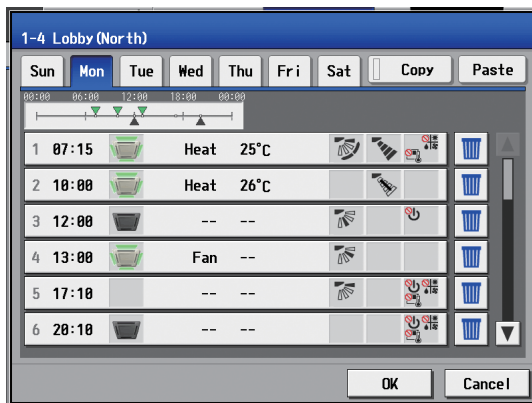 1-4 Lobby(North)
Sun Mon Tue Wed Thu Fri Sat Copy Paste
00:00 06:00 12:00 18:00 00:00
1 07:15 Heat 25°C
2 10:00 Heat 26°C
3 12:00 -- --
4 13:00 Fan --
5 17:10 -- --
6 20:10 -- --
OK Cancel